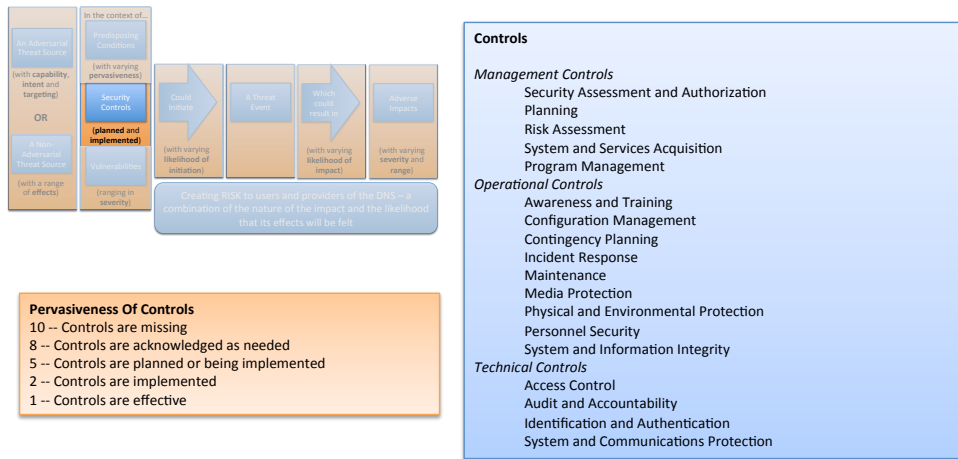 In the context of...
An Adversarial
Threat Source
(with capability,
intent and
targeting)
OR
A Non-
Adversarial
Threat Source
(with a range
of effects)
Predisposing
Conditions
(with varying
pervasiveness)
Security
Controls
(planned and
implemented)
Vulnerabilities
(ranging in
severity)
Could
Initiate
(with varying
likelihood of
initiation)
A Threat
Event
Which
could
result in
(with varying
likelihood of
impact)
Adverse
Impacts
(with varying
severity and
range)
Creating RISK to users and providers of the DNS – a
combination of the nature of the impact and the likelihood
that its effects will be felt
Pervasiveness Of Controls
10 -- Controls are missing
8 -- Controls are acknowledged as needed
5 -- Controls are planned or being implemented
2 -- Controls are implemented
1 -- Controls are effective
Controls
Management Controls
Security Assessment and Authorization
Planning
Risk Assessment
System and Services Acquisition
Program Management
Operational Controls
Awareness and Training
Configuration Management
Contingency Planning
Incident Response
Maintenance
Media Protection
Physical and Environmental Protection
Personnel Security
System and Information Integrity
Technical Controls
Access Control
Audit and Accountability
Identification and Authentication
System and Communications Protection